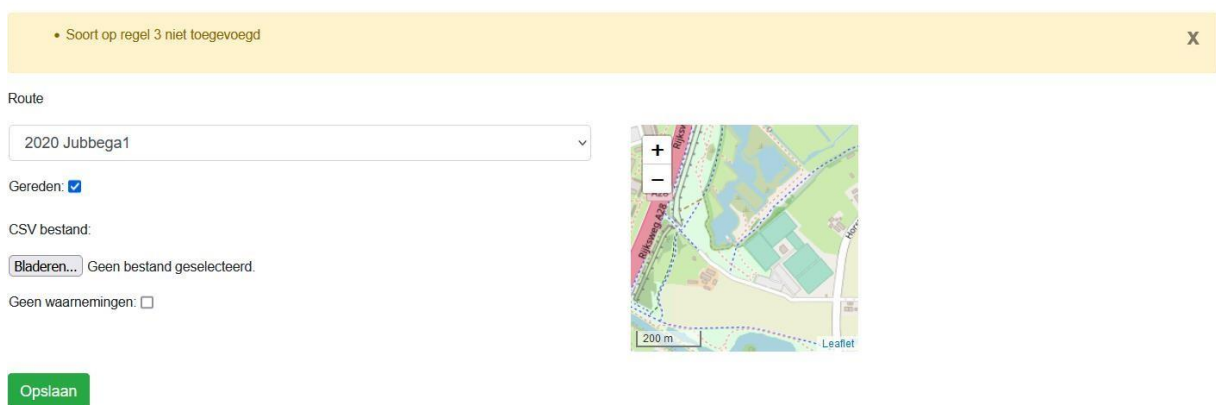 Soort op regel 3 niet toegevoegd
X
Route
2020 Jubbega1
Gereden:
CSV bestand:
Bladeren... Geen bestand geselecteerd.
Geen waarnemingen:
Opslaan
+
−
Rijksweg A28
200 m
Leaflet